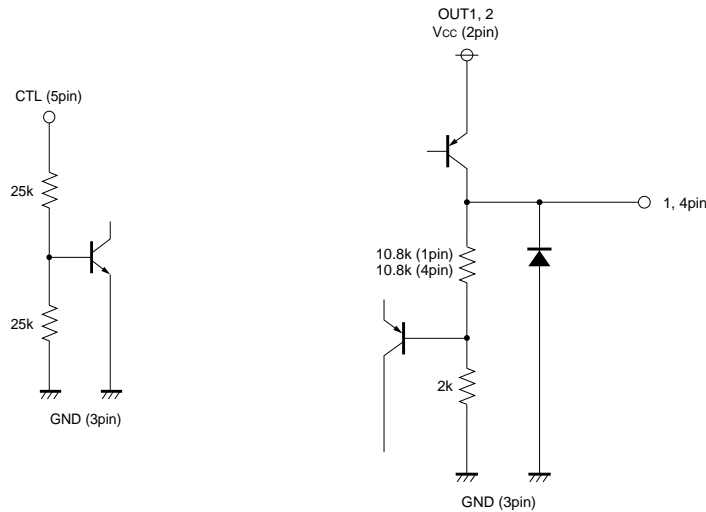 OUT1, 2
Vcc (2pin)
CTL (5pin)
25k
25k
GND (3pin)
1, 4pin
10.8k (1pin)
10.8k (4pin)
2k
GND (3pin)